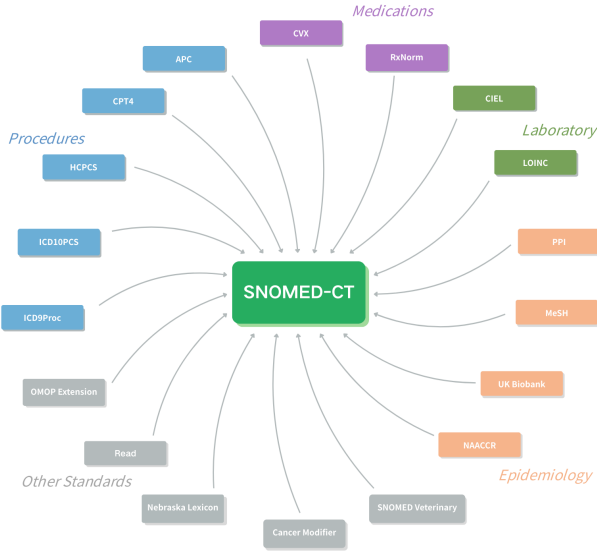 Medications
CVX
RxNorm
APC
CPT4
CIEL
Procedures
Laboratory
HCPCS
LOINC
ICD10PCS
PPI
SNOMED-CT
ICD9Proc
MeSH
OMOP Extension
UK Biobank
Read
NAACCR
Other Standards
Epidemiology
Nebraska Lexicon
SNOMED Veterinary
Cancer Modifier